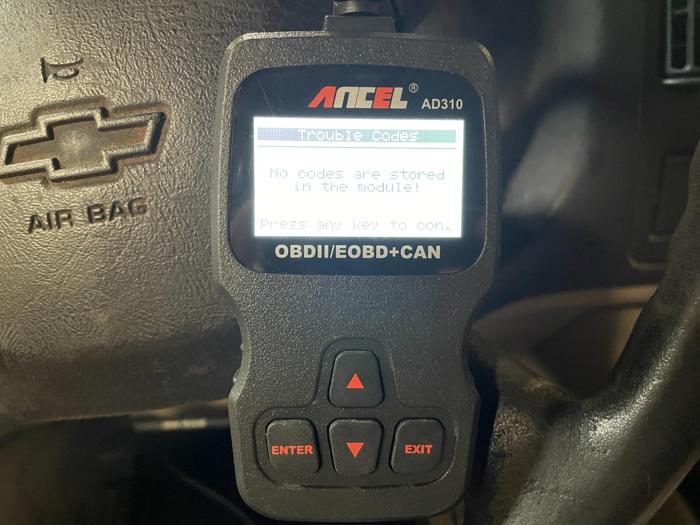 AIR BAG
ANCEL® AD310
Trouble Codes
No codes are stored
in the module!
Press any key to con.
OBDII/EOBD+CAN
ENTER
EXIT